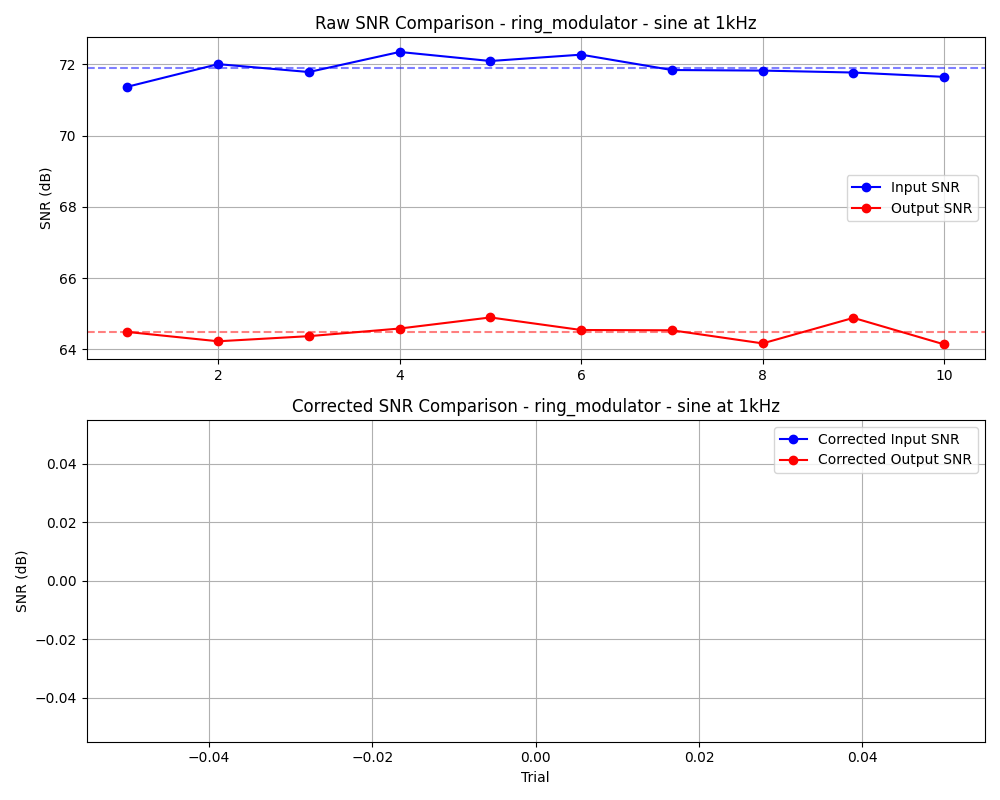 Raw SNR Comparison - ring_modulator - sine at 1kHz
SNR (dB)
72
70
68
66
64
Input SNR
Output SNR
2
4
6
8
10
Corrected SNR Comparison - ring_modulator - sine at 1kHz
SNR (dB)
0.04
0.02
0.00
−0.02
−0.04
Corrected Input SNR
Corrected Output SNR
−0.04
−0.02
0.00
0.02
0.04
Trial